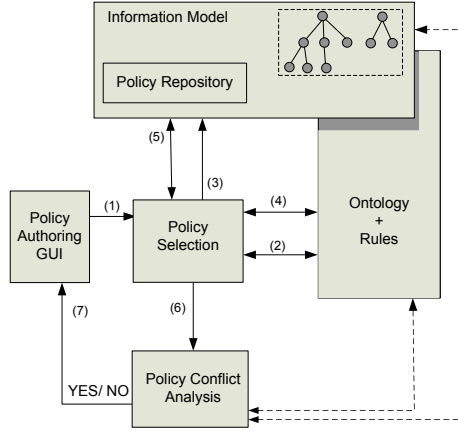 Information Model
Policy Repository
(5)
(3)
(1)
(4)
(2)
Policy
Authoring
GUI
Policy
Selection
Ontology
+
Rules
(7)
(6)
YES/ NO
Policy Conflict
Analysis